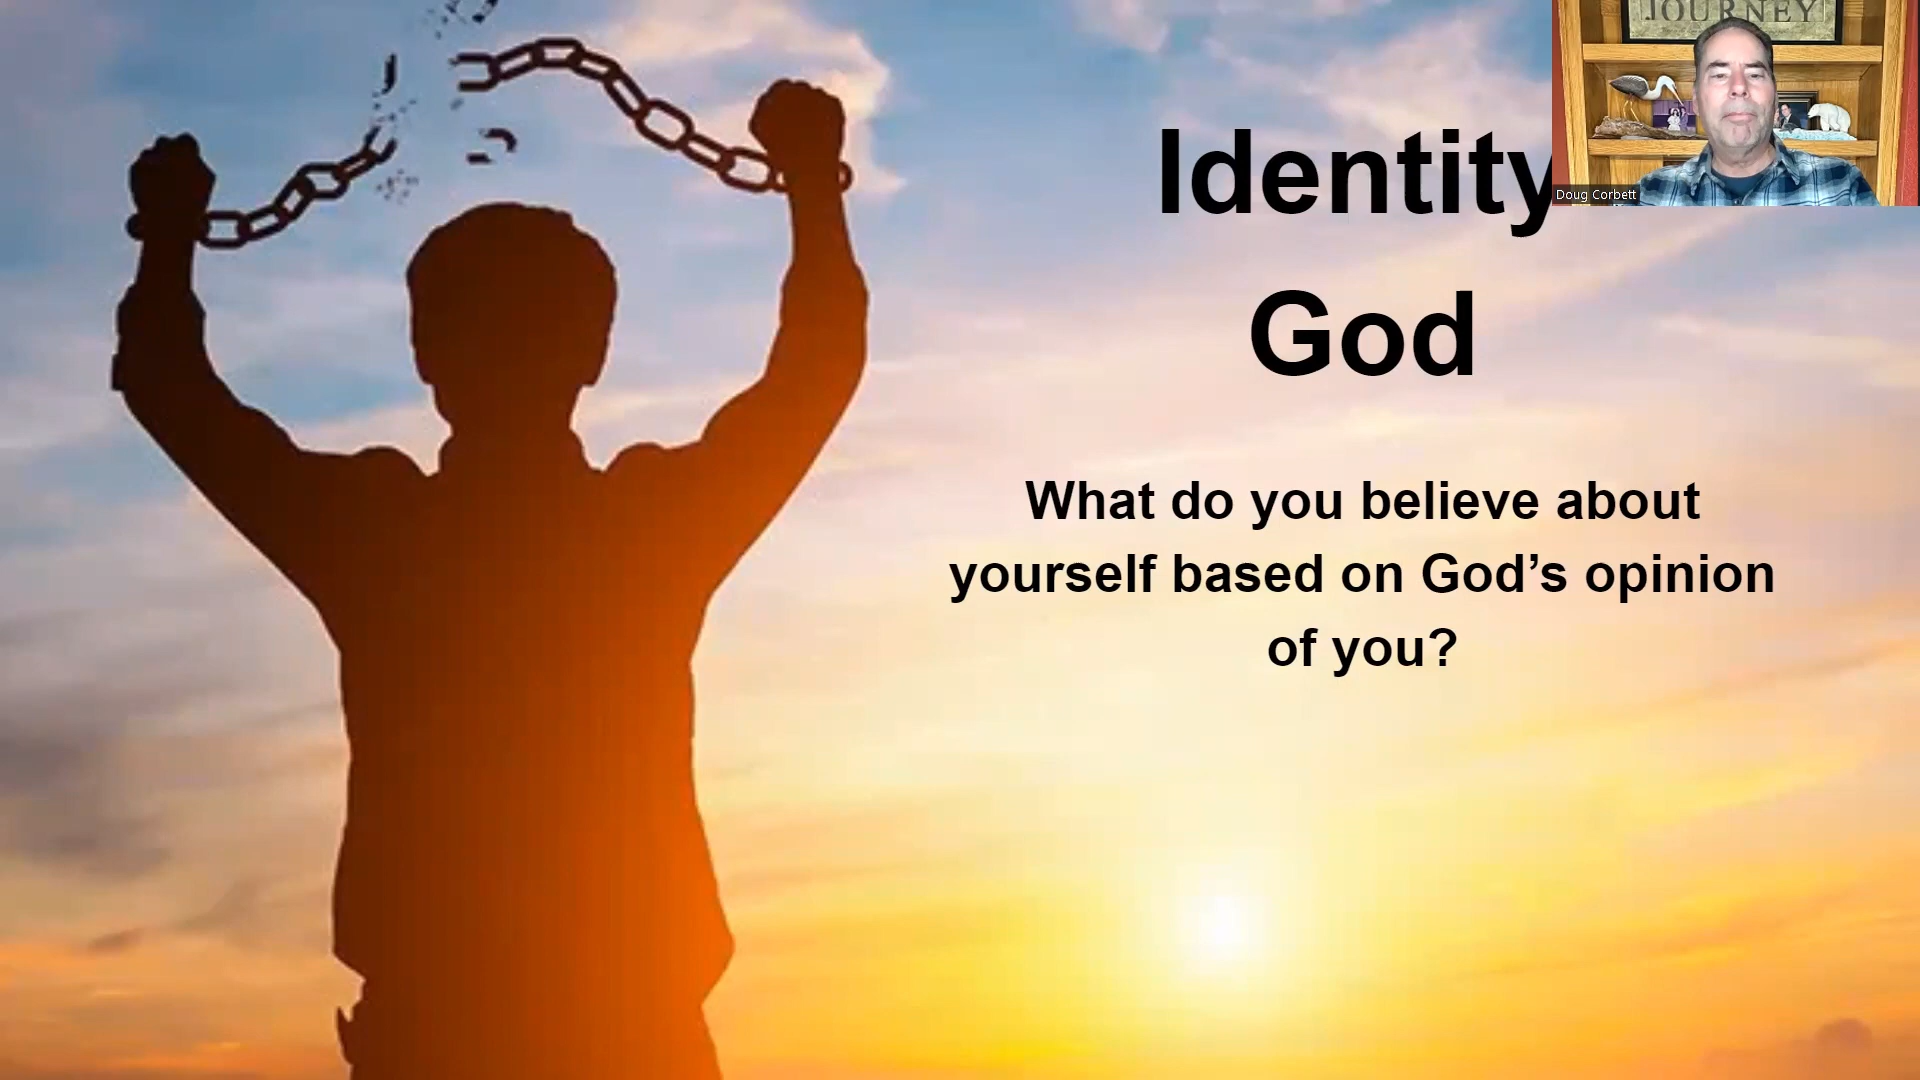 JOURNEY
Identity
Doug Corbett
God
What do you believe about
yourself based on God’s opinion
of you?